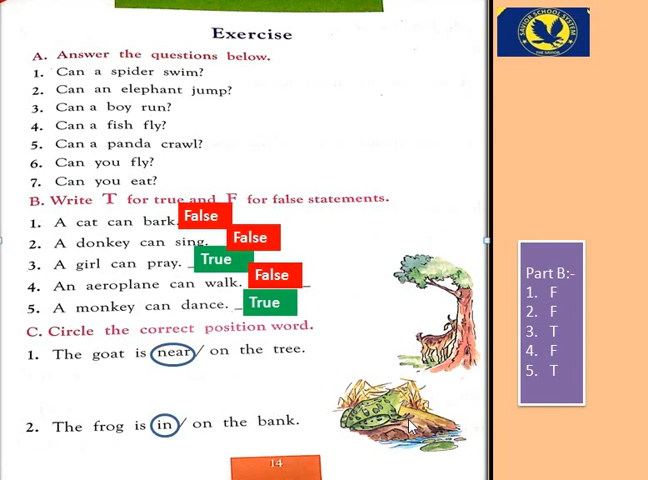 Exercise
A. Answer the questions below.
1. Can a spider swim?
2. Can an elephant jump?
3. Can a boy run?
4. Can a fish fly?
5. Can a panda crawl?
6. Can you fly?
7. Can you eat?
B. Write T for true and F for false statements.
1. A cat can bark. False
2. A donkey can sing. False
3. A girl can pray. _ True
4. An aeroplane can walk. False _
5. A monkey can dance. _ True
C. Circle the correct position word.
1. The goat is near / on the tree.
2. The frog is in / on the bank.
14
SAVIOR SCHOOL SYSTEM
Part B:-
1. F
2. F
3. T
4. F
5. T